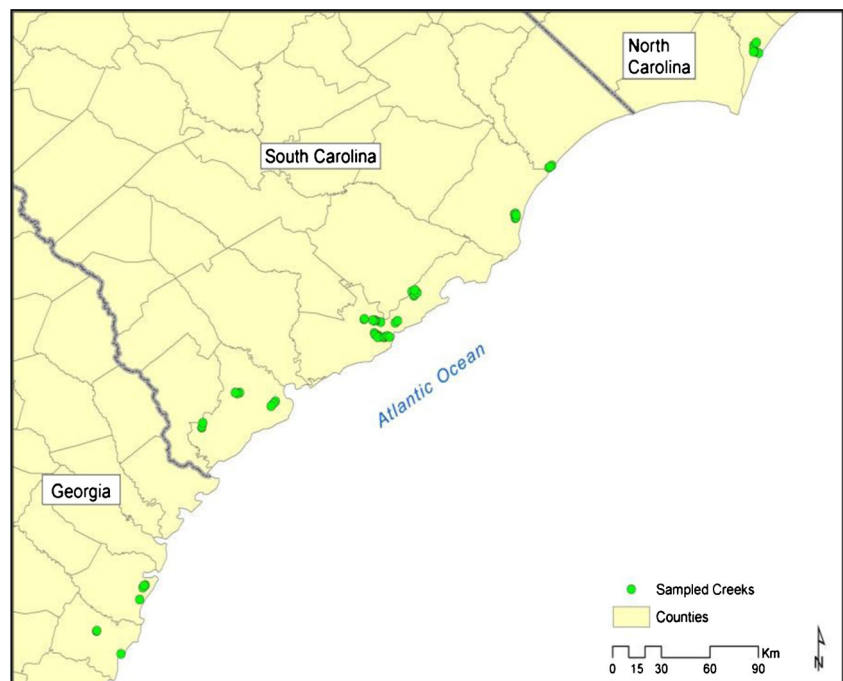 North
Carolina
South Carolina
Atlantic Ocean
Georgia
Sampled Creeks
Counties
Km
0 15 30 60 90
N